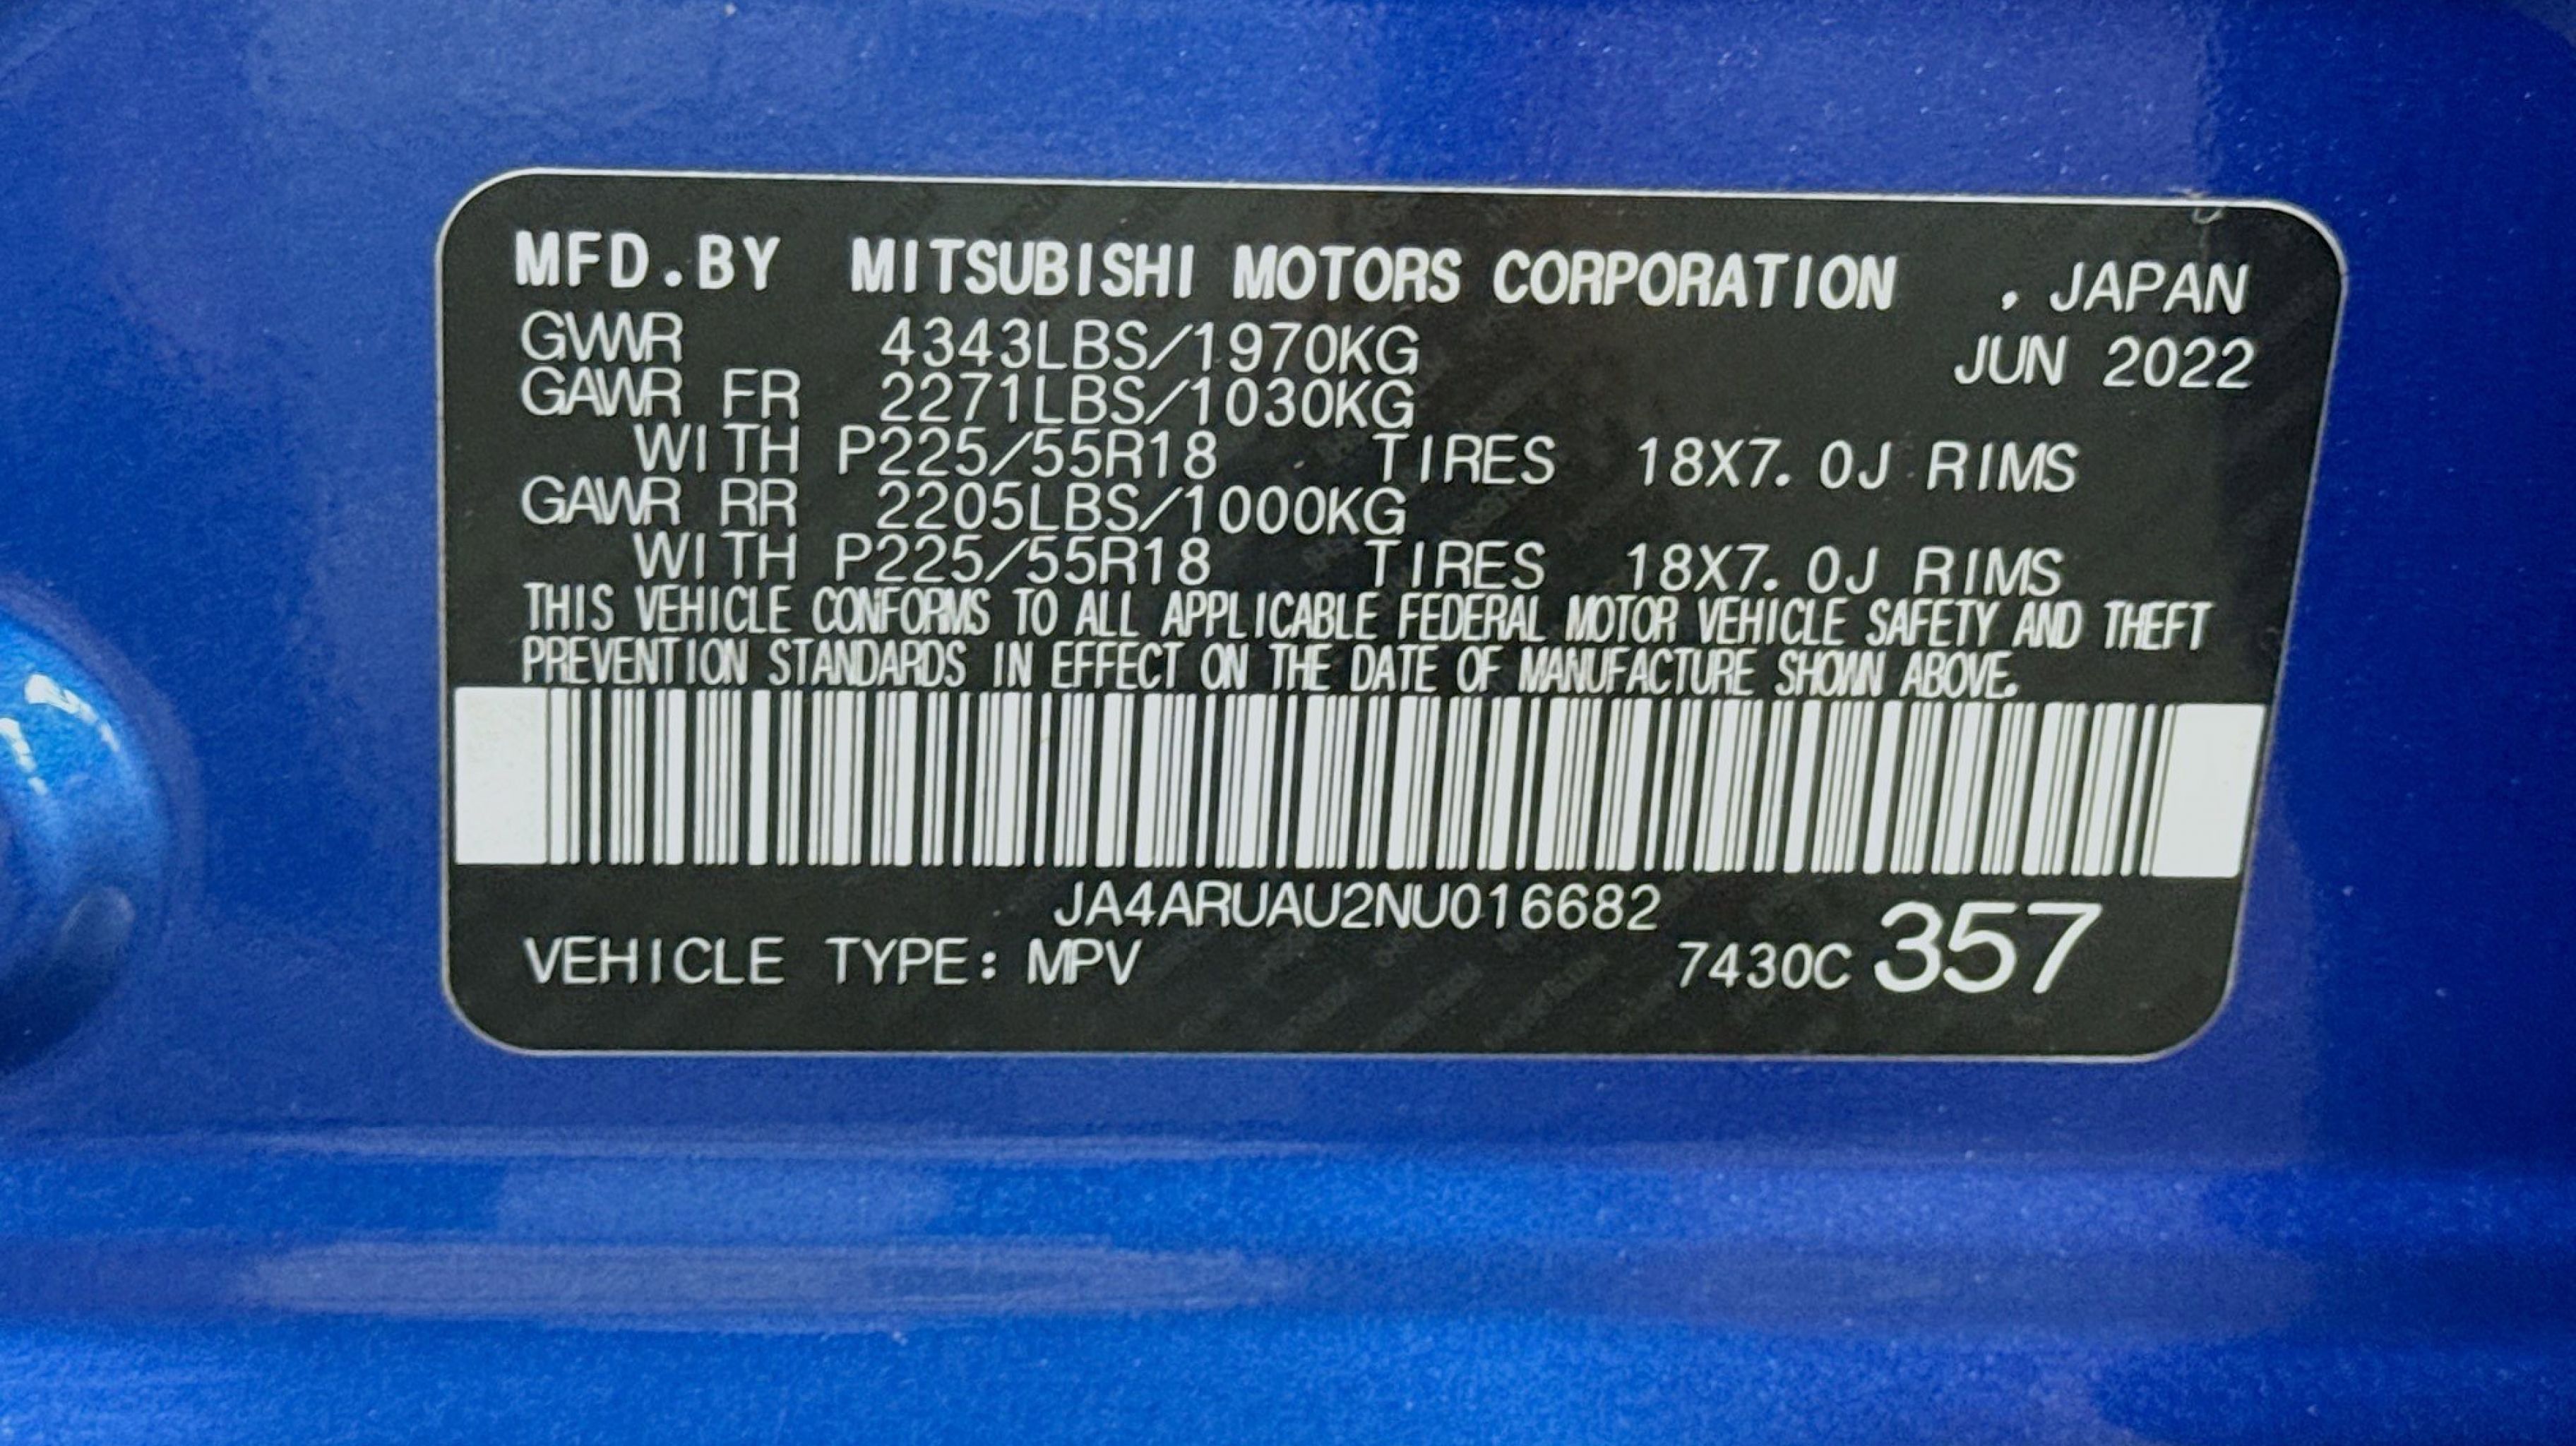 MFD.BY MITSUBISHI MOTORS CORPORATION , JAPAN
GVWR 4343LBS/1970KG JUN 2022
GAWR FR 2271LBS/1030KG
WITH P225/55R18 TIRES 18X7.0J RIMS
GAWR RR 2205LBS/1000KG
WITH P225/55R18 TIRES 18X7.0J RIMS
THIS VEHICLE CONFORMS TO ALL APPLICABLE FEDERAL MOTOR VEHICLE SAFETY AND THEFT
PREVENTION STANDARDS IN EFFECT ON THE DATE OF MANUFACTURE SHOWN ABOVE.
JA4ARUAU2NU016682
VEHICLE TYPE: MPV 7430C 357